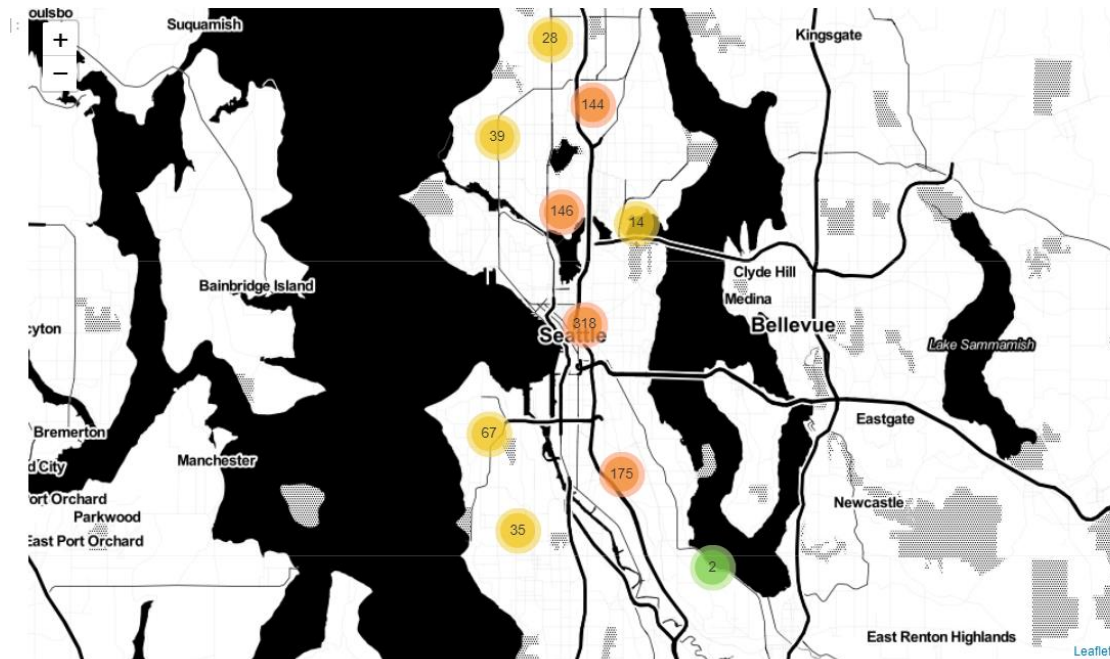 oulsbo
Suquamish
+
−
28
Kingsgate
144
39
146
14
Clyde Hill
Bainbridge Island
Medina
318
Bellevue
cyton
Seattle
Lake Sammamish
Eastgate
67
Bremerton
Manchester
d City
175
ort Orchard
Newcastle
Parkwood
35
East Port Orchard
2
East Renton Highlands
Leaflet